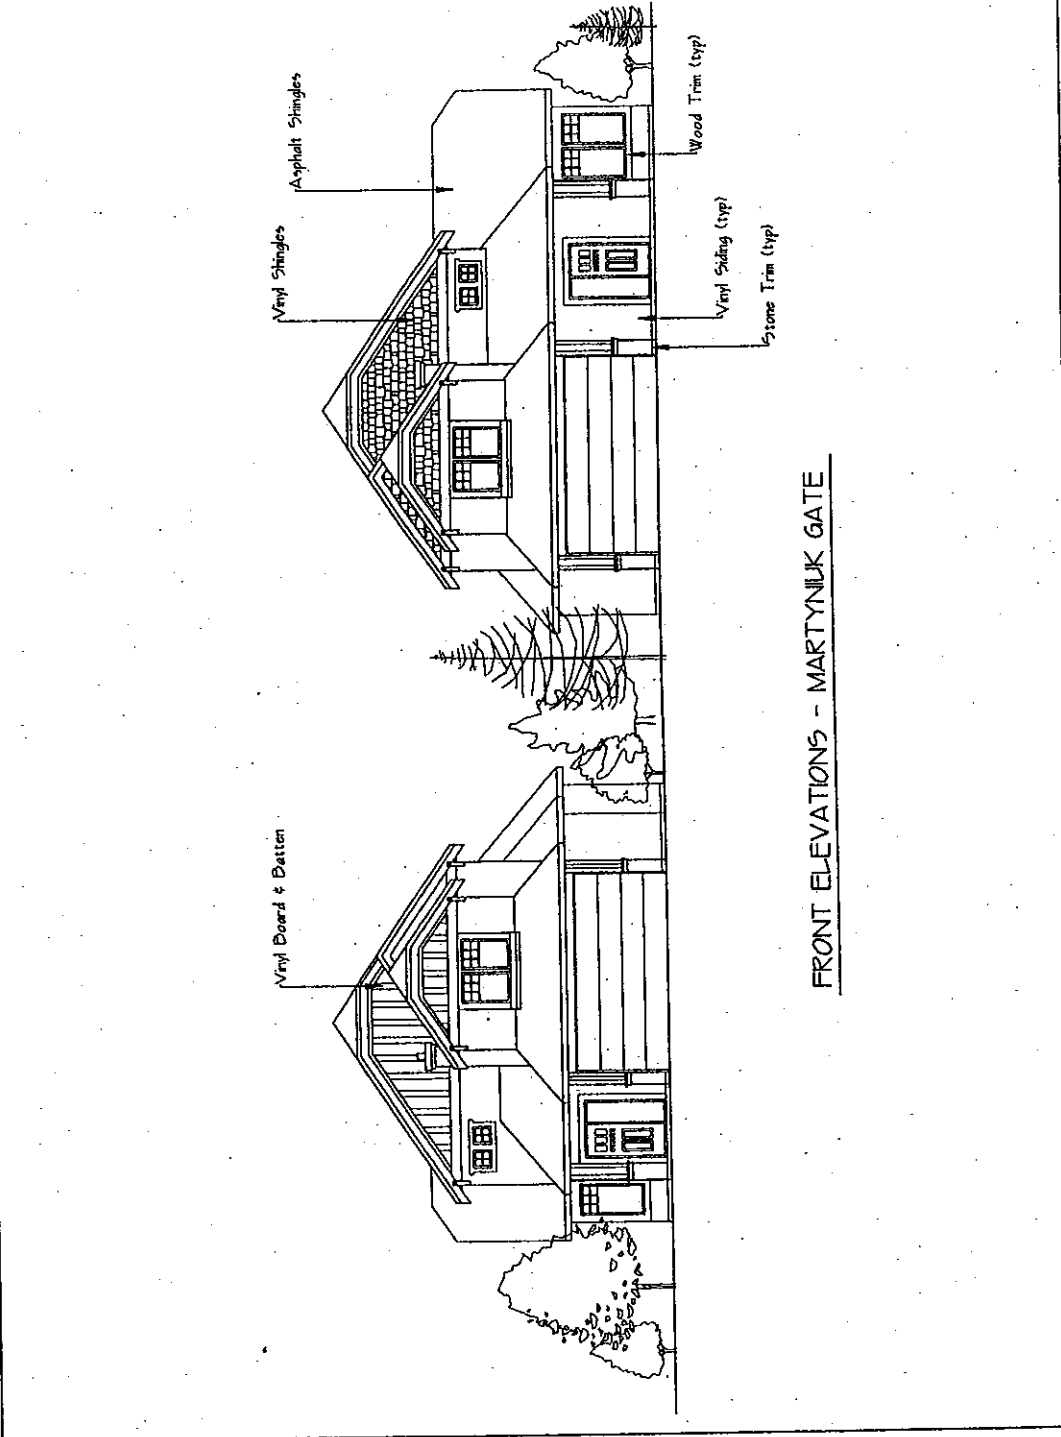 Vinyl Board & Batten
Vinyl Shingles
Asphalt Shingles
Wood Trim (typ)
Vinyl Siding (typ)
Stone Trim (typ)
FRONT ELEVATIONS - MARTYNIUK GATE